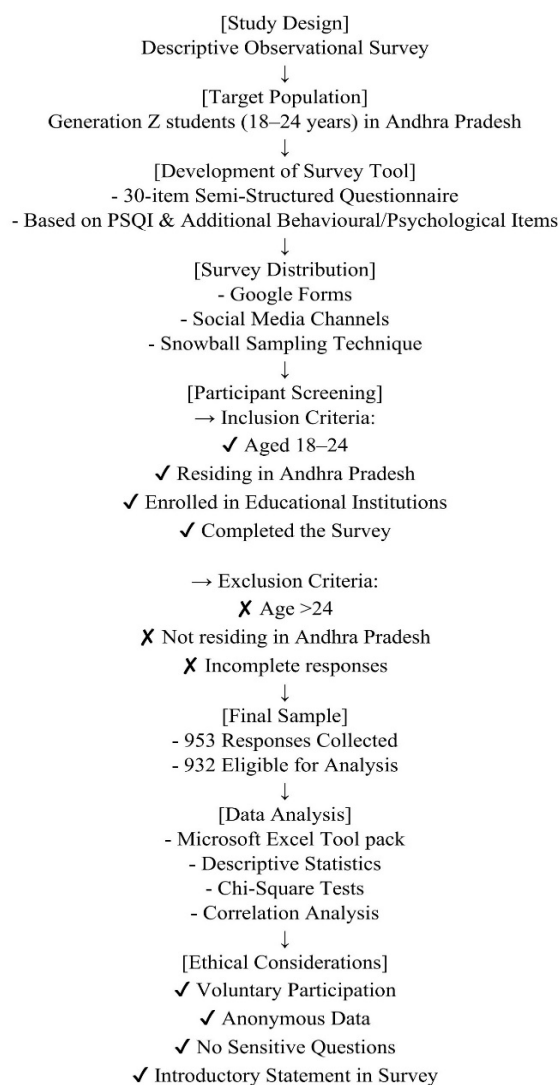 [Study Design]
Descriptive Observational Survey
↓
[Target Population]
Generation Z students (18–24 years) in Andhra Pradesh
↓
[Development of Survey Tool]
- 30-item Semi-Structured Questionnaire
- Based on PSQI & Additional Behavioural/Psychological Items
↓
[Survey Distribution]
- Google Forms
- Social Media Channels
- Snowball Sampling Technique
↓
[Participant Screening]
→ Inclusion Criteria:
✔ Aged 18–24
✔ Residing in Andhra Pradesh
✔ Enrolled in Educational Institutions
✔ Completed the Survey
→ Exclusion Criteria:
✘ Age >24
✘ Not residing in Andhra Pradesh
✘ Incomplete responses
↓
[Final Sample]
- 953 Responses Collected
- 932 Eligible for Analysis
↓
[Data Analysis]
- Microsoft Excel Tool pack
- Descriptive Statistics
- Chi-Square Tests
- Correlation Analysis
↓
[Ethical Considerations]
✔ Voluntary Participation
✔ Anonymous Data
✔ No Sensitive Questions
✔ Introductory Statement in Survey